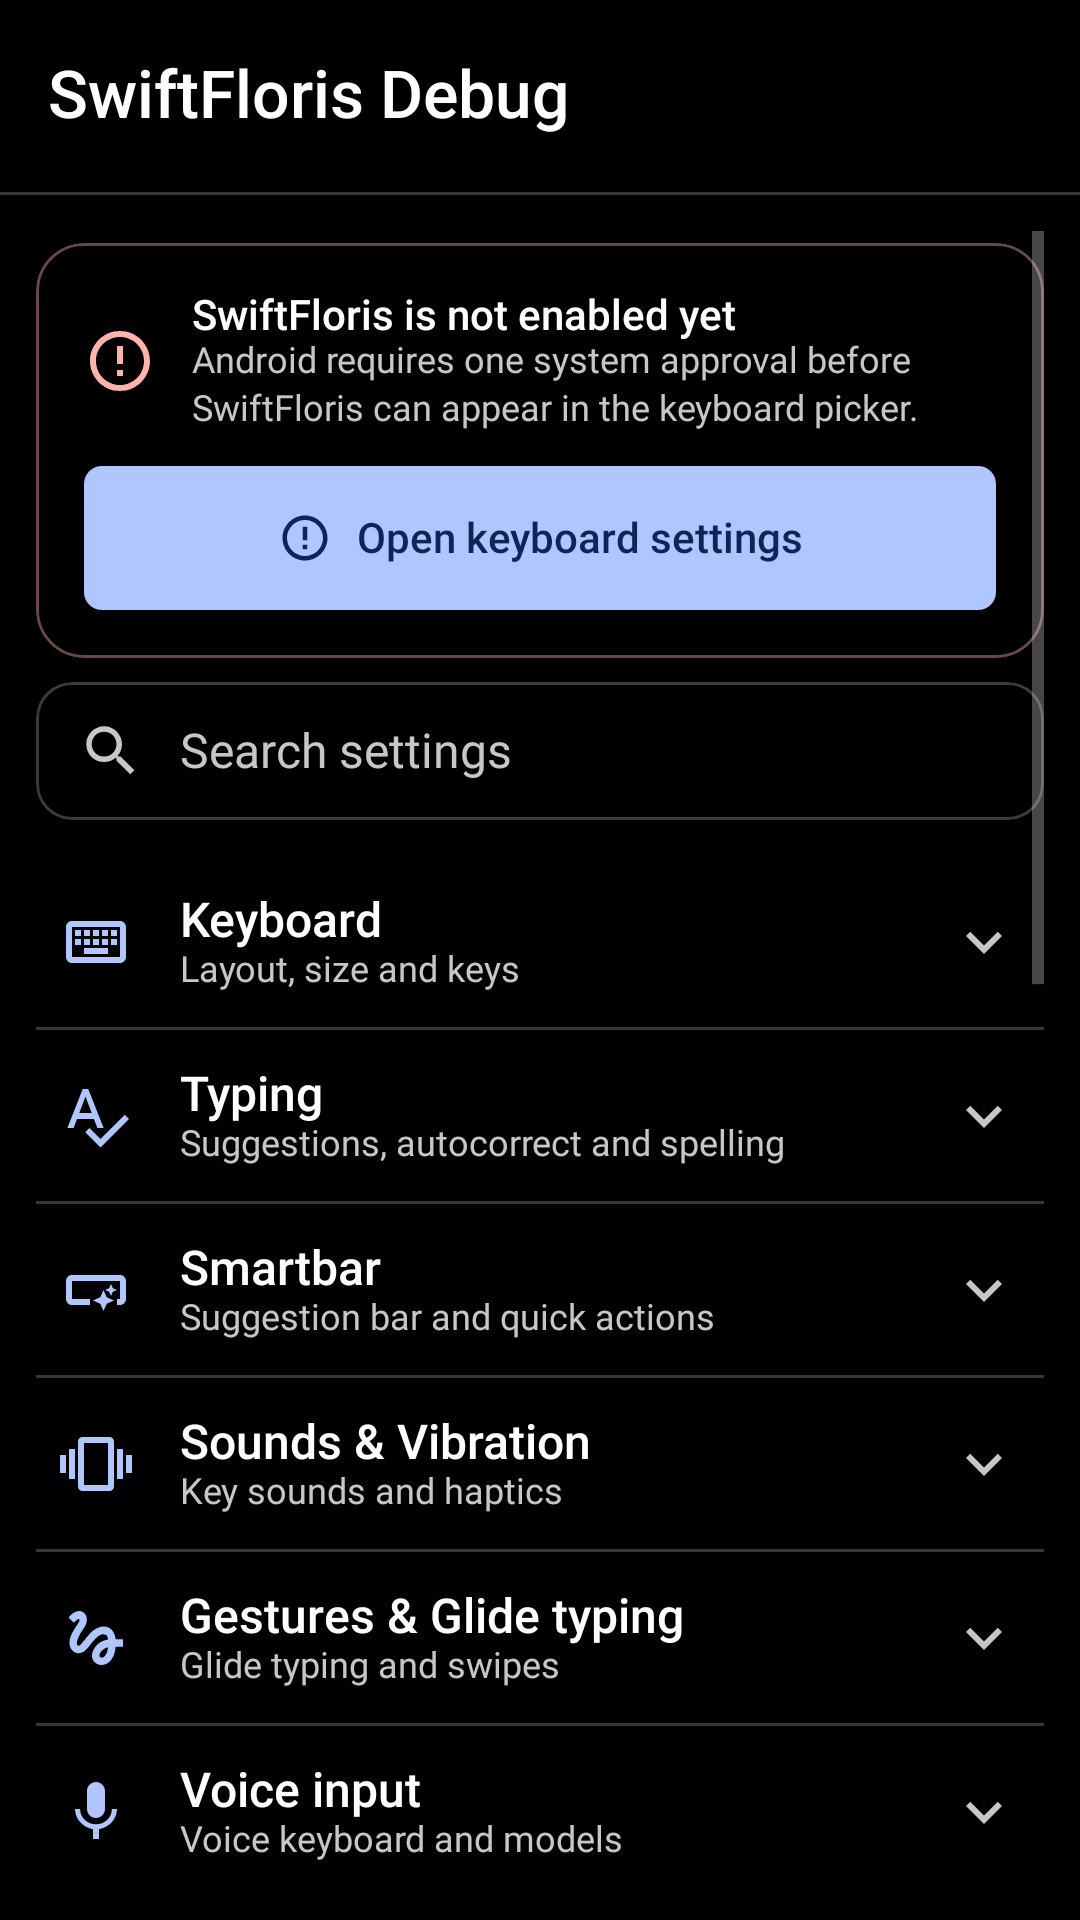 SwiftFloris Debug
SwiftFloris is not enabled yet
Android requires one system approval before
SwiftFloris can appear in the keyboard picker.
Open keyboard settings
Search settings
Keyboard
Layout, size and keys
Typing
Suggestions, autocorrect and spelling
Smartbar
Suggestion bar and quick actions
Sounds & Vibration
Key sounds and haptics
Gestures & Glide typing
Glide typing and swipes
Voice input
Voice keyboard and models